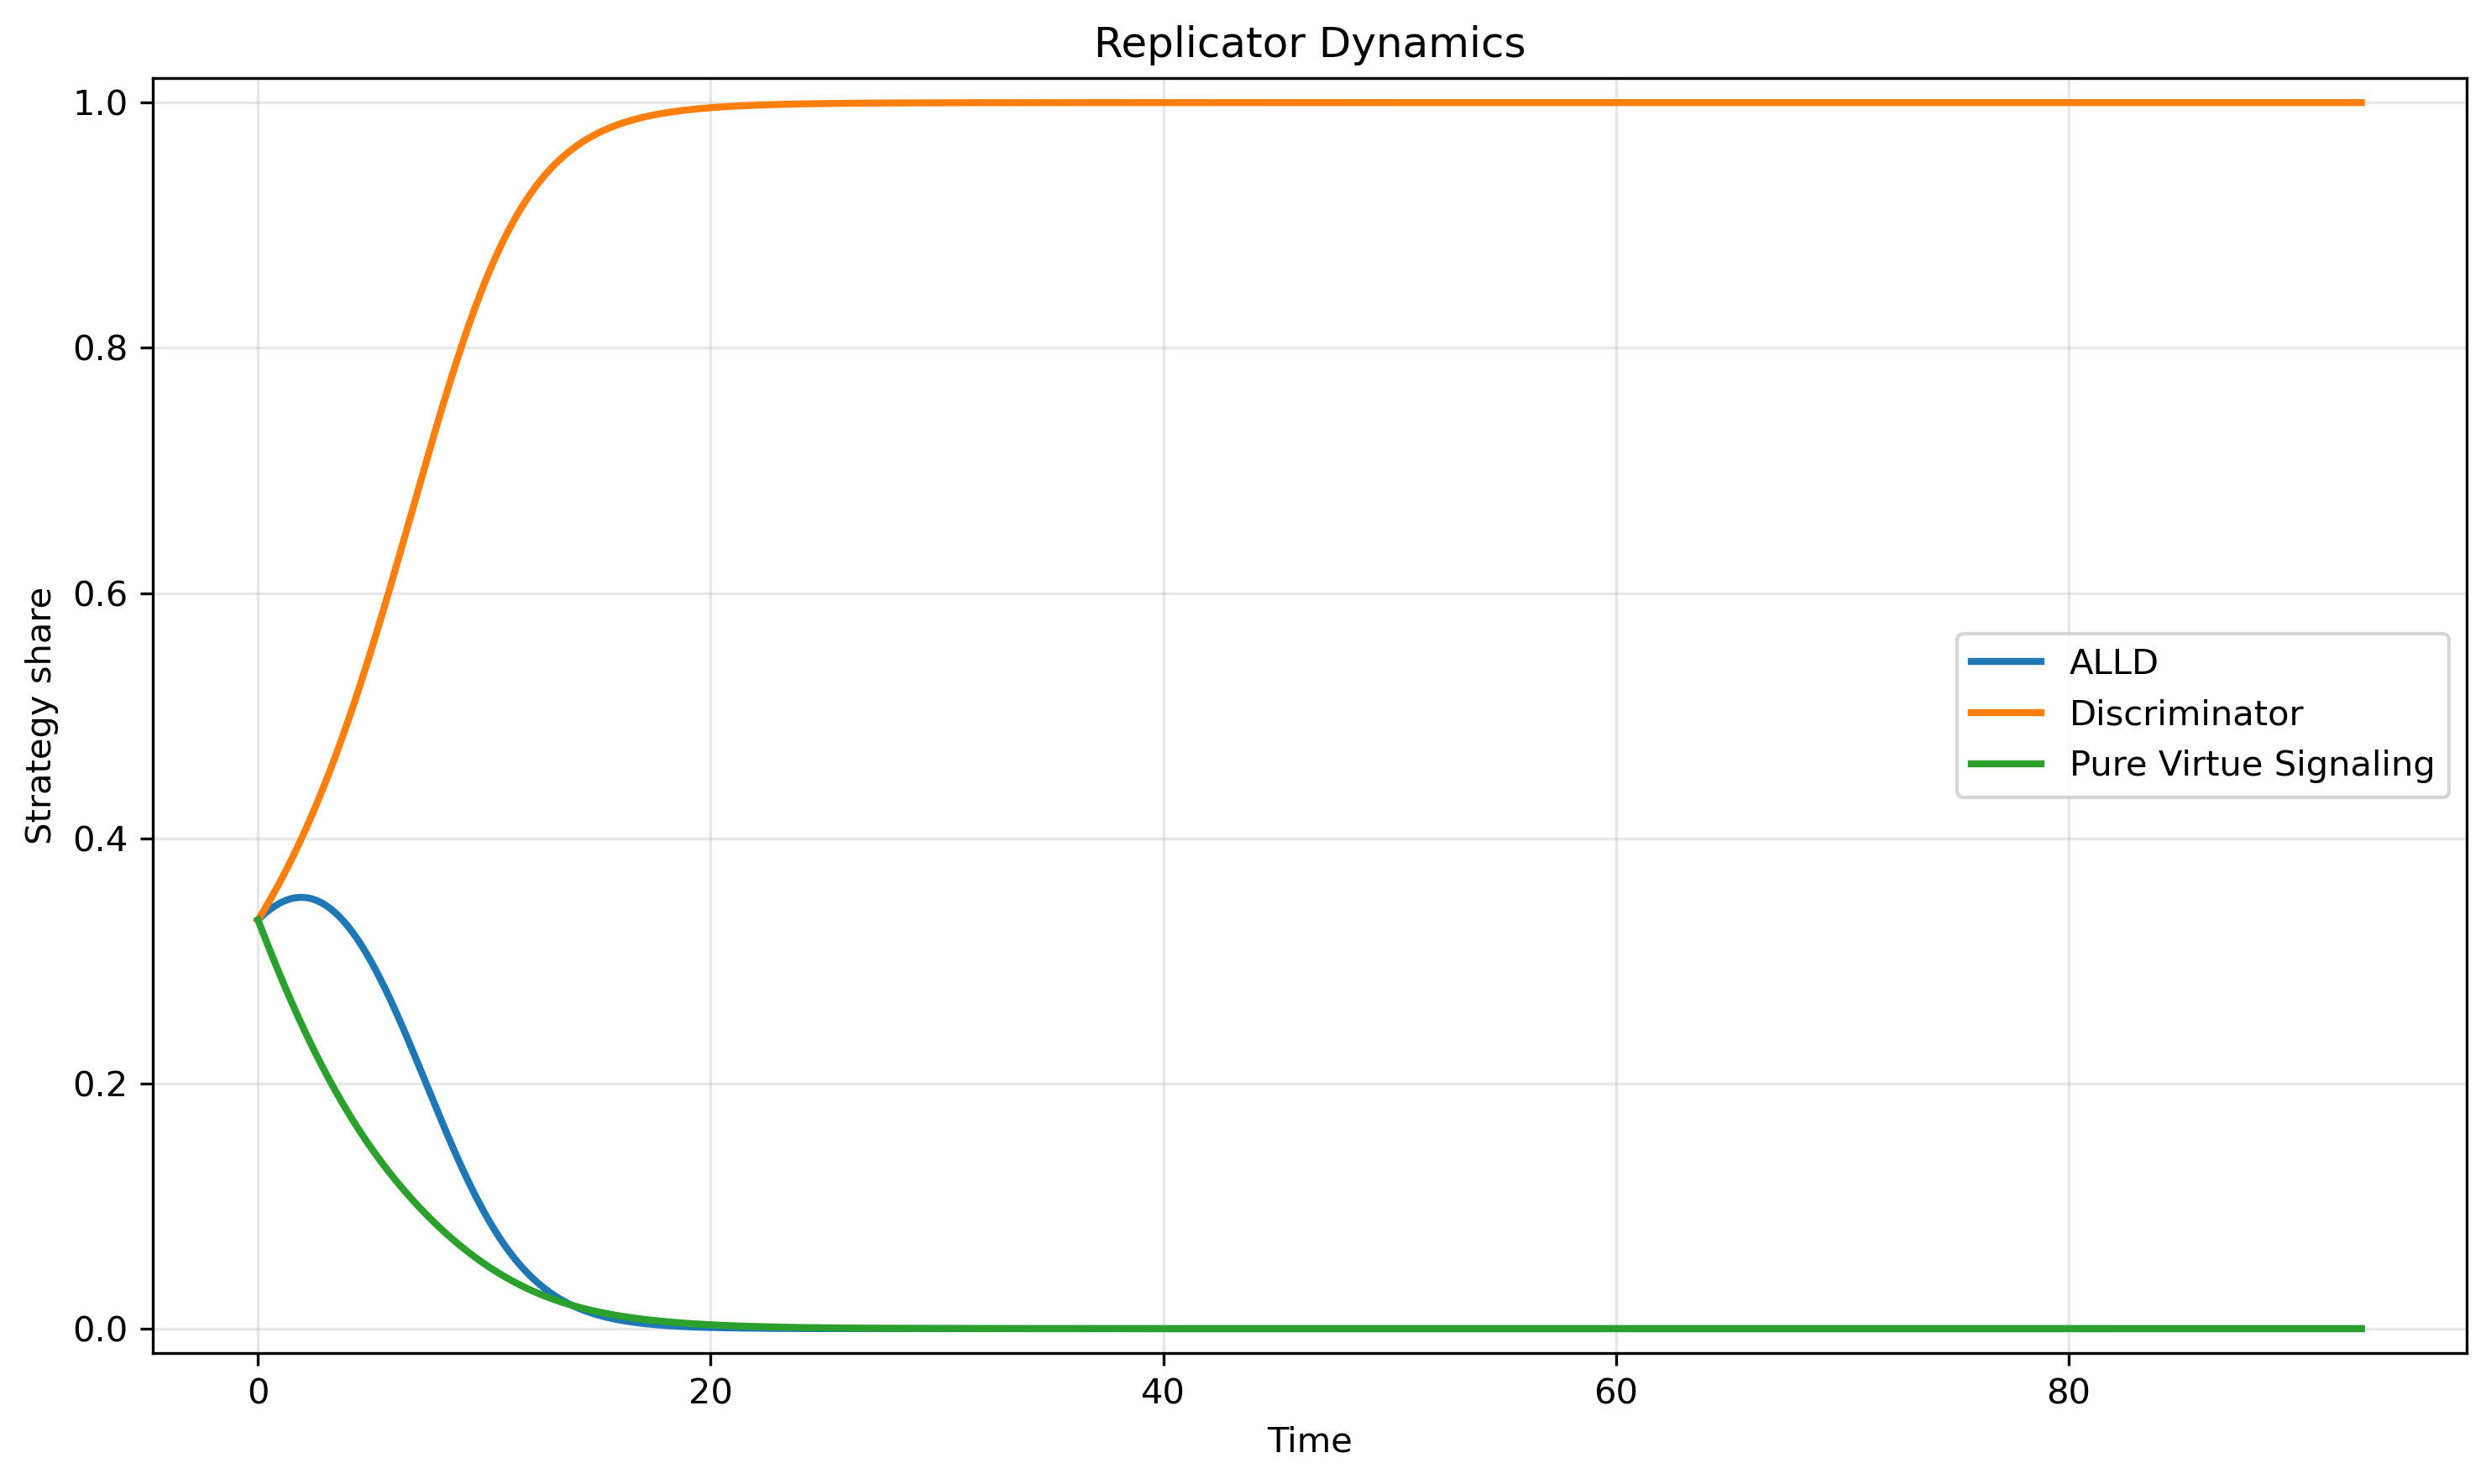 Replicator Dynamics
Strategy share
1.0
0.8
0.6
0.4
0.2
0.0
ALLD
Discriminator
Pure Virtue Signaling
0 20 40 60 80
Time